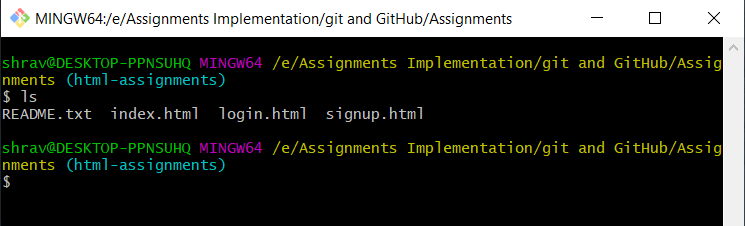 MINGW64:/e/Assignments Implementation/git and GitHub/Assignments
shrav@DESKTOP-PPNSUHQ MINGW64 /e/Assignments Implementation/git and GitHub/Assig
nments (html-assignments)
$ ls
README.txt  index.html  login.html  signup.html
shrav@DESKTOP-PPNSUHQ MINGW64 /e/Assignments Implementation/git and GitHub/Assig
nments (html-assignments)
$